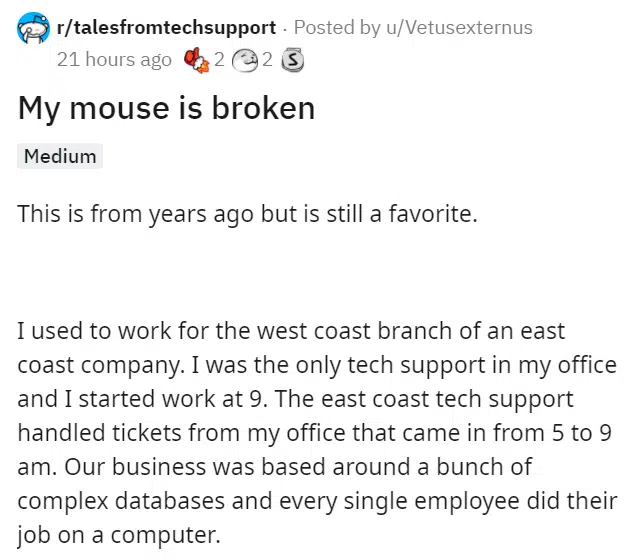 r/talesfromtechsupport · Posted by u/Vetusexternus
21 hours ago 2 2 S
My mouse is broken
Medium
This is from years ago but is still a favorite.
I used to work for the west coast branch of an east
coast company. I was the only tech support in my office
and I started work at 9. The east coast tech support
handled tickets from my office that came in from 5 to 9
am. Our business was based around a bunch of
complex databases and every single employee did their
job on a computer.